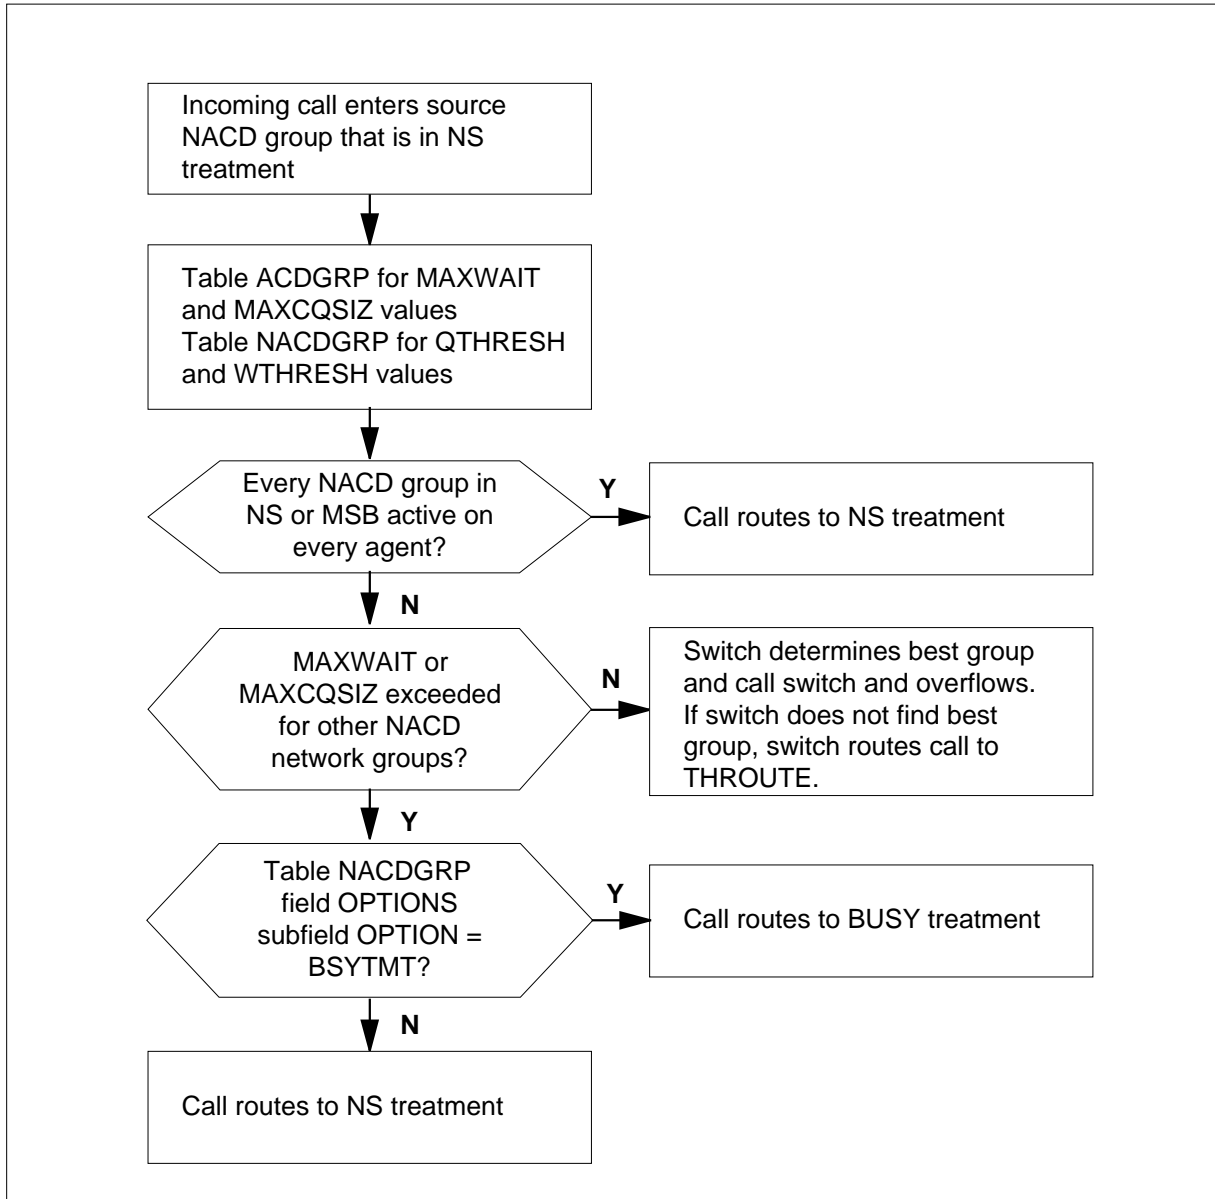 Incoming call enters source
NACD group that is in NS
treatment
Table ACDGRP for MAXWAIT
and MAXCQSIZ values
Table NACDGRP for QTHRESH
and WTHRESH values
Every NACD group in
NS or MSB active on
every agent?
Y
Call routes to NS treatment
N
MAXWAIT or
MAXCQSIZ exceeded
for other NACD
network groups?
N
Switch determines best group
and call switch and overflows.
If switch does not find best
group, switch routes call to
THROUTE.
Y
Table NACDGRP
field OPTIONS
subfield OPTION =
BSYTMT?
Y
Call routes to BUSY treatment
N
Call routes to NS treatment